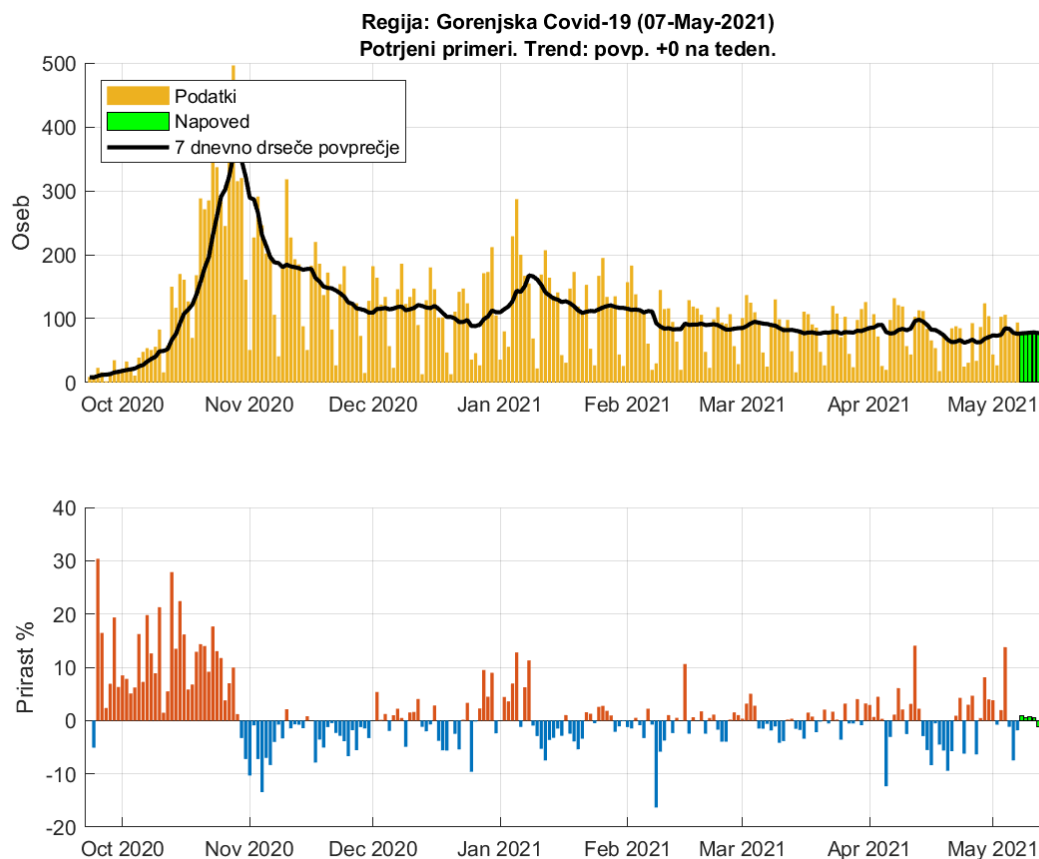 Regija: Gorenjska Covid-19 (07-May-2021)
Potrjeni primeri. Trend: povp. +0 na teden.
500
400
300
200
100
0
Oseb
Podatki
Napoved
7 dnevno drseče povprečje
Oct 2020
Nov 2020
Dec 2020
Jan 2021
Feb 2021
Mar 2021
Apr 2021
May 2021
40
30
20
10
0
-10
-20
Prirast %
Oct 2020
Nov 2020
Dec 2020
Jan 2021
Feb 2021
Mar 2021
Apr 2021
May 2021